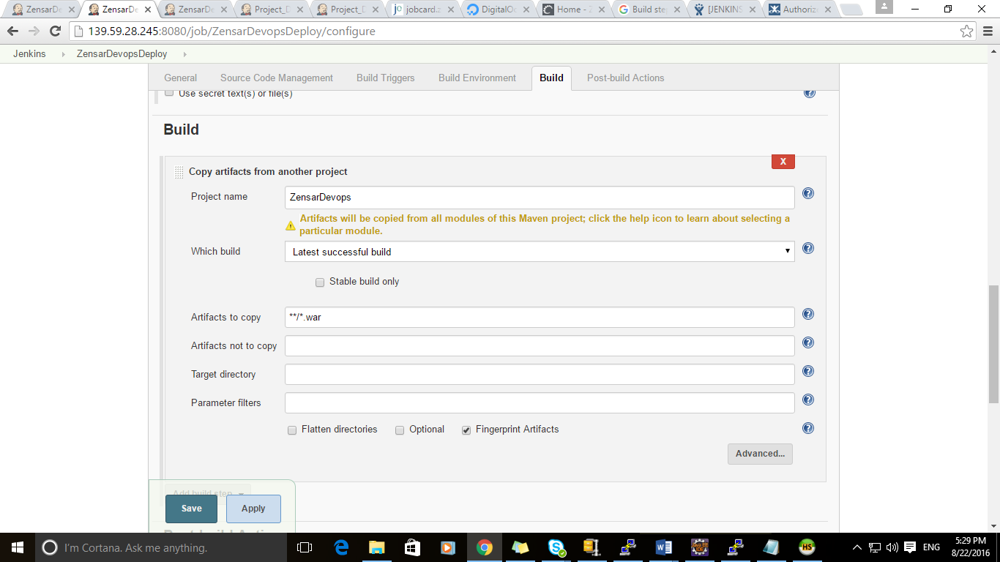 ZensarDe
ZensarDe
ZensarDe
Project_D
Project_D
jobcard.z
DigitalOc
Home - Z
Build ste
[JENKINS
Authoriz
139.59.28.245:8080/job/ZensarDevopsDeploy/configure
Jenkins ZensarDevopsDeploy
General Source Code Management Build Triggers Build Environment Build Post-build Actions
Use secret text(s) or file(s)
Build
X
Copy artifacts from another project
Project name ZensarDevops
Artifacts will be copied from all modules of this Maven project; click the help icon to learn about selecting a
particular module.
Which build Latest successful build
Stable build only
Artifacts to copy **/*.war
Artifacts not to copy
Target directory
Parameter filters
Flatten directories Optional Fingerprint Artifacts
Advanced...
Add build step
Save Apply
I'm Cortana. Ask me anything.
ENG
5:29 PM
8/22/2016